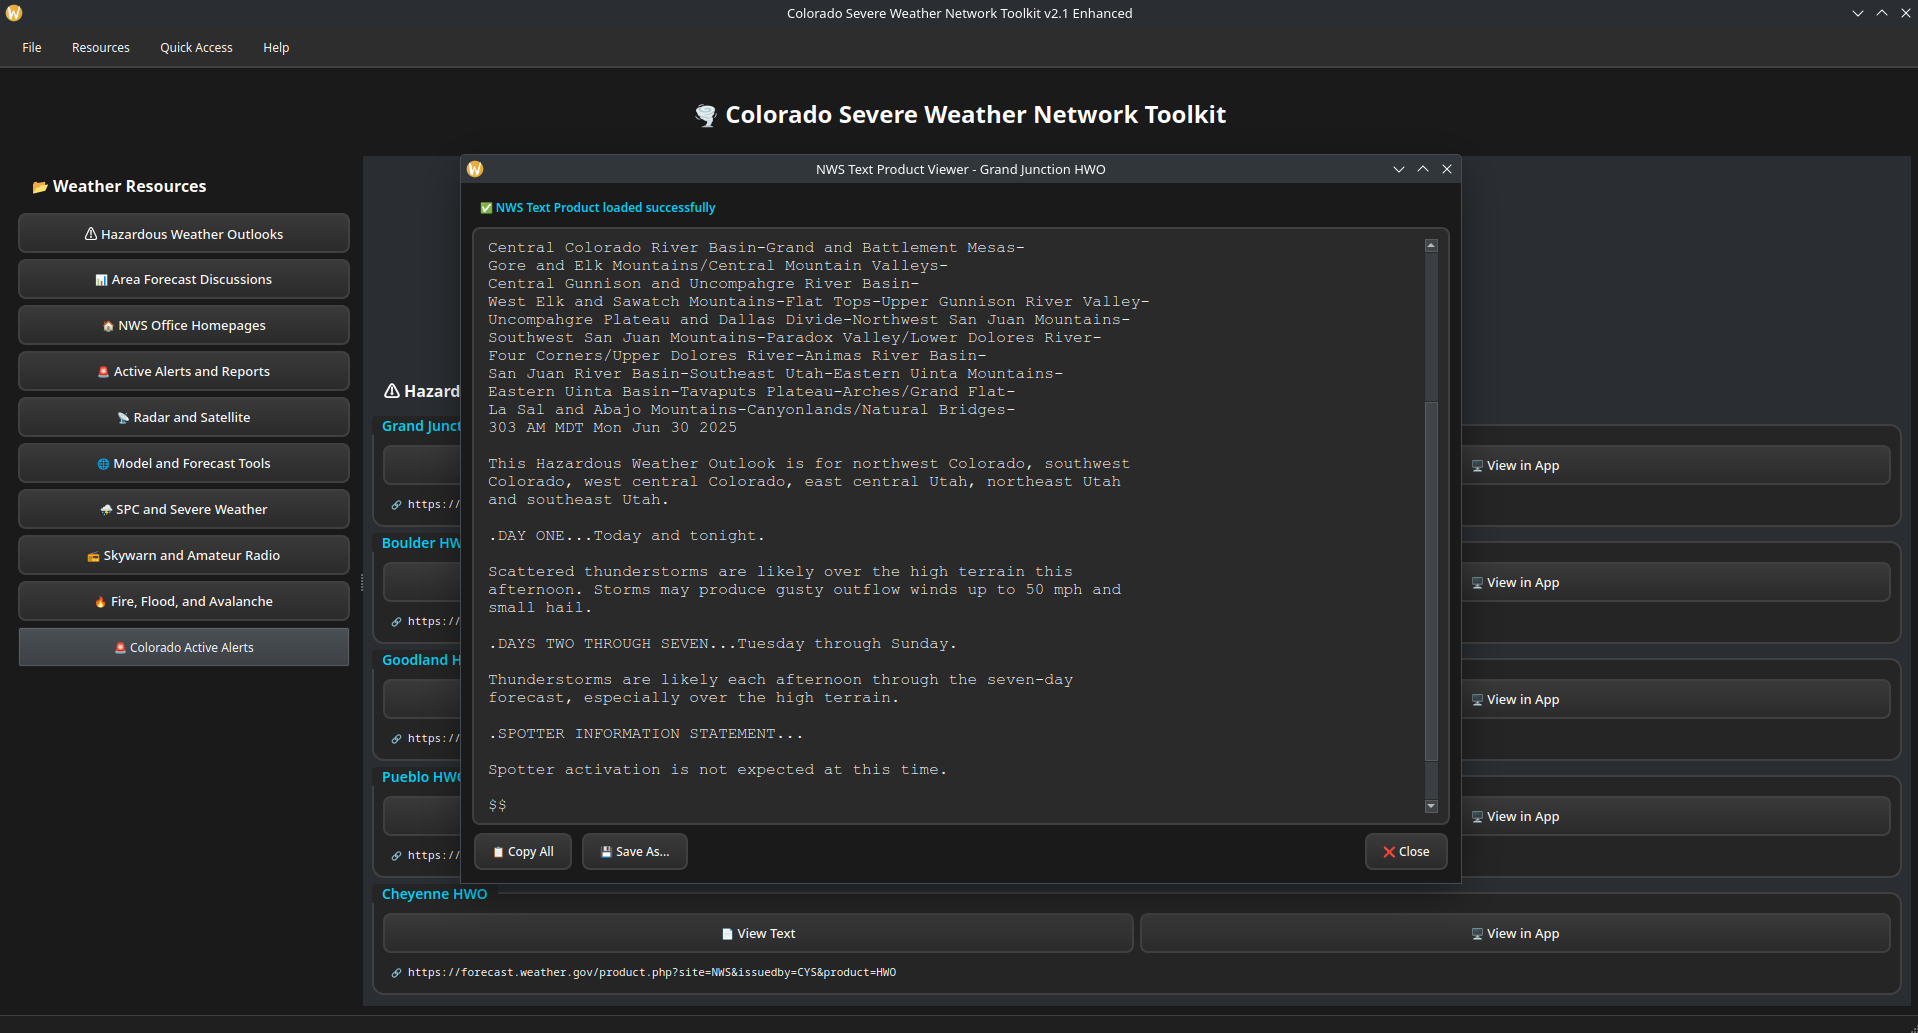 Colorado Severe Weather Network Toolkit v2.1 Enhanced
File Resources Quick Access Help
Colorado Severe Weather Network Toolkit
Weather Resources
Hazardous Weather Outlooks
Area Forecast Discussions
NWS Office Homepages
Active Alerts and Reports
Radar and Satellite
Model and Forecast Tools
SPC and Severe Weather
Skywarn and Amateur Radio
Fire, Flood, and Avalanche
Colorado Active Alerts
NWS Text Product Viewer - Grand Junction HWO
NWS Text Product loaded successfully
Central Colorado River Basin-Grand and Battlement Mesas-
Gore and Elk Mountains/Central Mountain Valleys-
Central Gunnison and Uncompahgre River Basin-
West Elk and Sawatch Mountains-Flat Tops-Upper Gunnison River Valley-
Uncompahgre Plateau and Dallas Divide-Northwest San Juan Mountains-
Southwest San Juan Mountains-Paradox Valley/Lower Dolores River-
Four Corners/Upper Dolores River-Animas River Basin-
San Juan River Basin-Southeast Utah-Eastern Uinta Mountains-
Eastern Uinta Basin-Tavaputs Plateau-Arches/Grand Flat-
La Sal and Abajo Mountains-Canyonlands/Natural Bridges-
303 AM MDT Mon Jun 30 2025
This Hazardous Weather Outlook is for northwest Colorado, southwest
Colorado, west central Colorado, east central Utah, northeast Utah
and southeast Utah.
.DAY ONE...Today and tonight.
Scattered thunderstorms are likely over the high terrain this
afternoon. Storms may produce gusty outflow winds up to 50 mph and
small hail.
.DAYS TWO THROUGH SEVEN...Tuesday through Sunday.
Thunderstorms are likely each afternoon through the seven-day
forecast, especially over the high terrain.
.SPOTTER INFORMATION STATEMENT...
Spotter activation is not expected at this time.
$$
Copy All Save As... Close
Hazard
Grand Junct
View in App
https://
Boulder HW
View in App
https://
Goodland H
View in App
https://
Pueblo HWO
View in App
https://
Cheyenne HWO
View Text View in App
https://forecast.weather.gov/product.php?site=NWS&issuedby=CYS&product=HWO